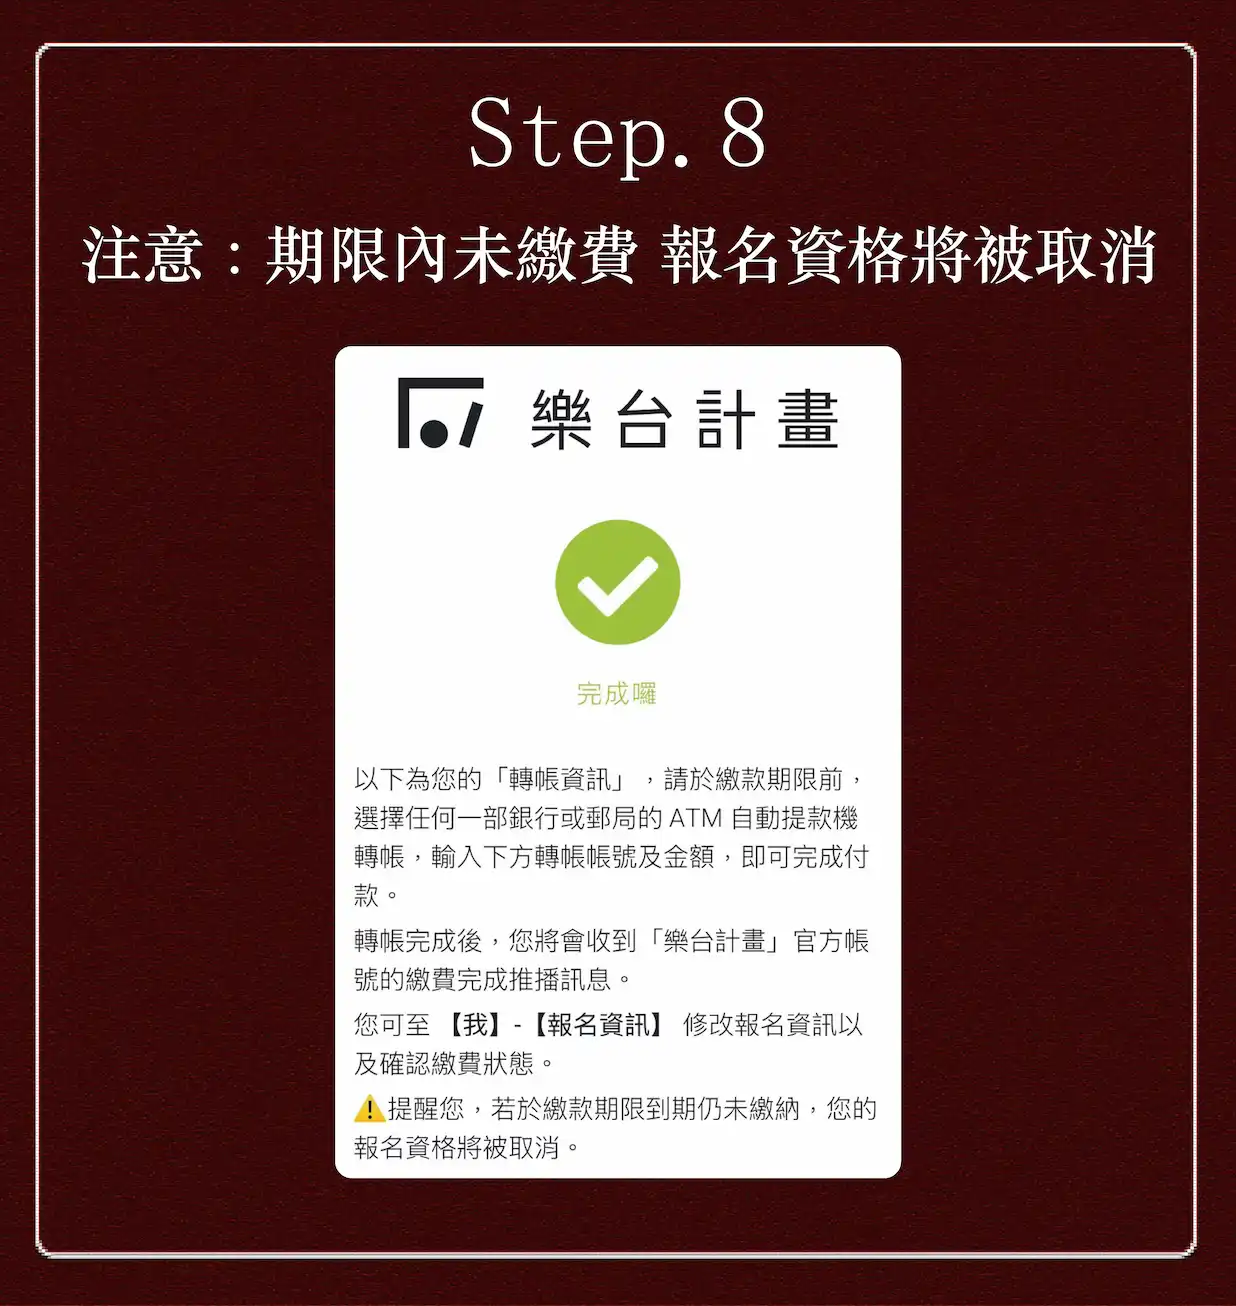 Step.8
注意：期限內未繳費 報名資格將被取消
樂台計畫
完成囉
以下為您的「轉帳資訊」，請於繳款期限前，
選擇任何一部銀行或郵局的 ATM 自動提款機
轉帳，輸入下方轉帳帳號及金額，即可完成付
款。
轉帳完成後，您將會收到「樂台計畫」官方帳
號的繳費完成推播訊息。
您可至 【我】-【報名資訊】 修改報名資訊以
及確認繳費狀態。
⚠️提醒您，若於繳款期限到期仍未繳納，您的
報名資格將被取消。